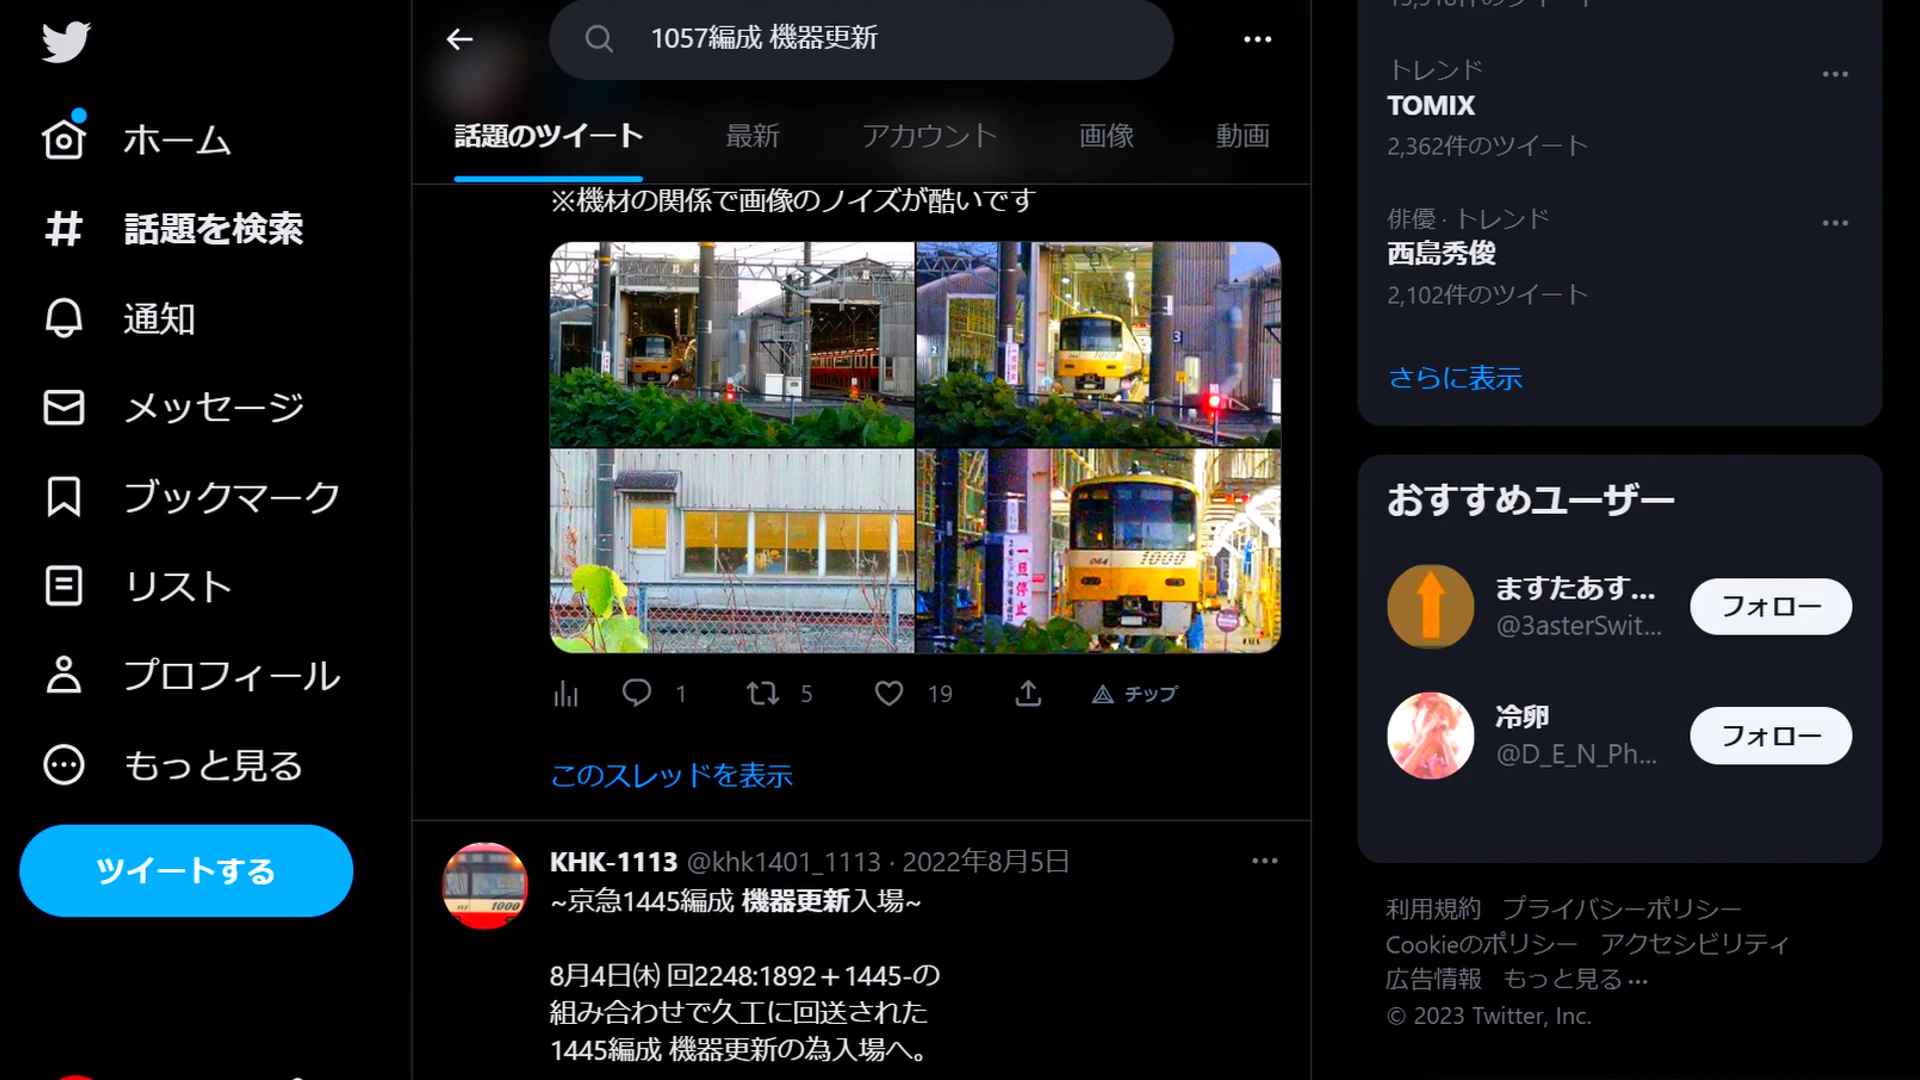 ホーム
話題を検索
通知
メッセージ
ブックマーク
リスト
プロフィール
もっと見る
ツイートする
1057編成 機器更新
話題のツイート
最新
アカウント
画像
動画
※機材の関係で画像のノイズが酷いです
3
一旦停止
1000
1
5
19
チップ
このスレッドを表示
KHK-1113 @khk1401_1113 · 2022年8月5日
~京急1445編成 機器更新入場~
8月4日㈭ 回2248:1892＋1445-の
組み合わせで久工に回送された
1445編成 機器更新の為入場へ。
1000
トレンド
TOMIX
2,362件のツイート
俳優 · トレンド
西島秀俊
2,102件のツイート
さらに表示
おすすめユーザー
ますたあす...
@3asterSwit...
フォロー
冷卵
@D_E_N_Ph...
フォロー
利用規約 プライバシーポリシー
Cookieのポリシー アクセシビリティ
広告情報 もっと見る ···
© 2023 Twitter, Inc.